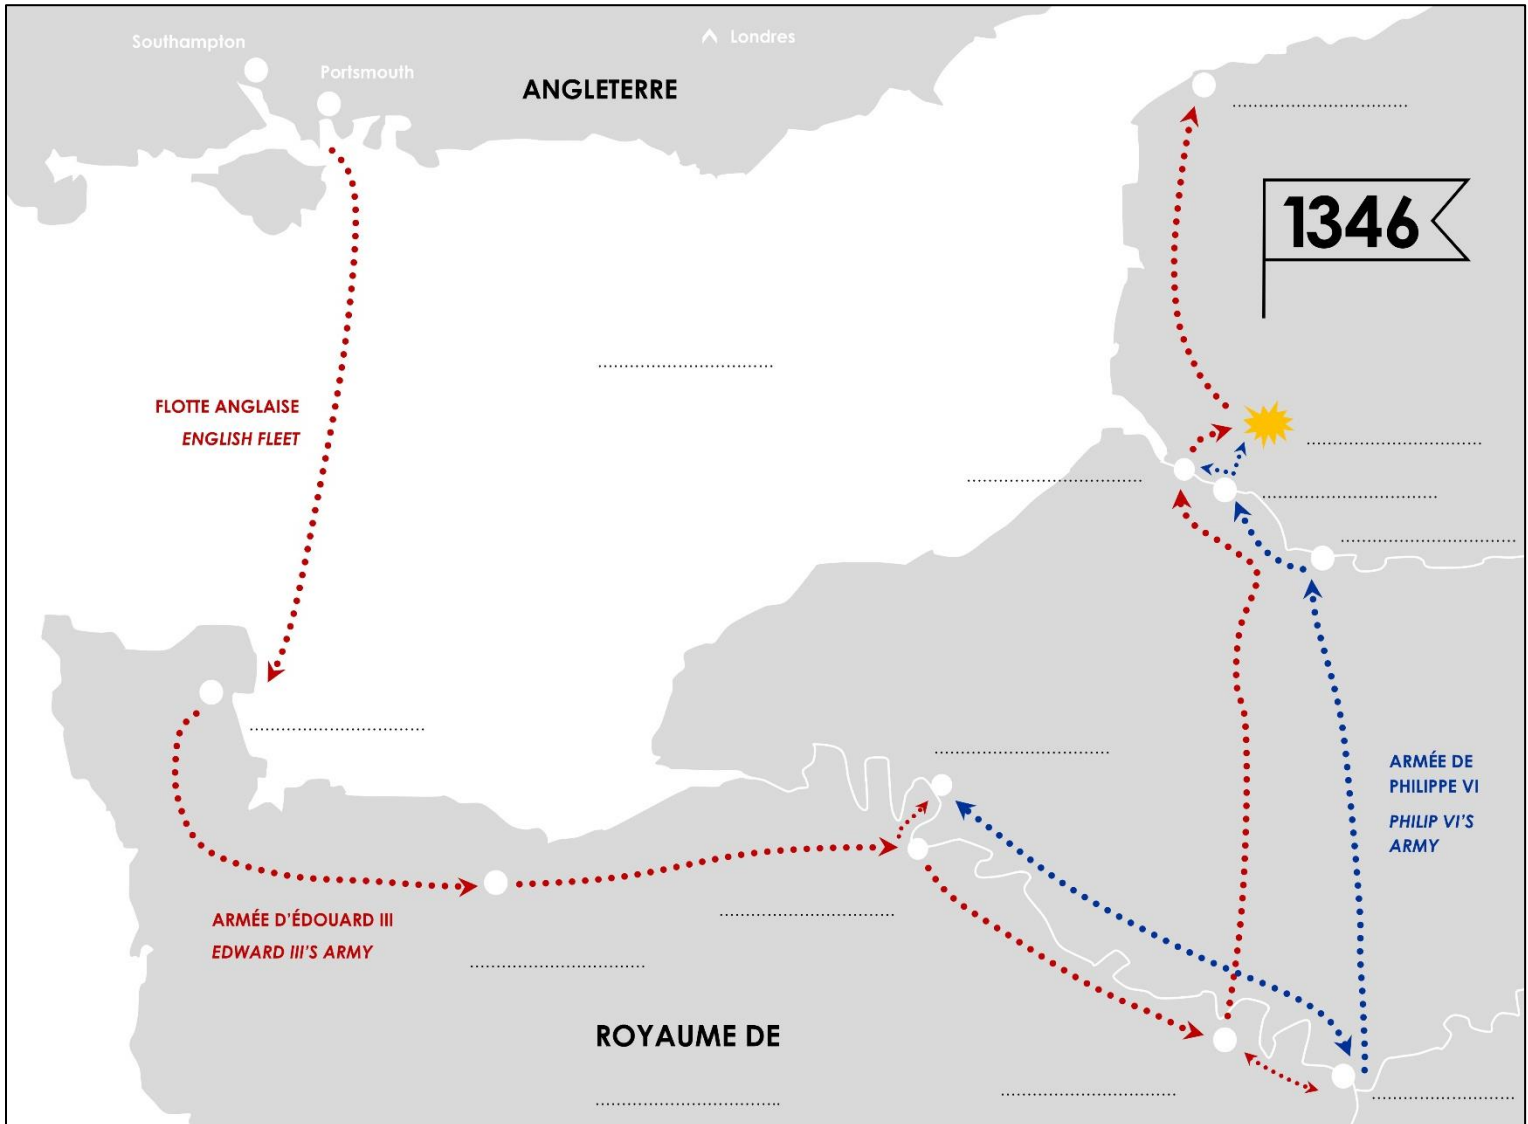 Southampton
Portsmouth
Londres
ANGLETERRE
1346
FLOTTE ANGLAISE
ENGLISH FLEET
ARMÉE DE
PHILIPPE VI
PHILIP VI'S
ARMY
ARMÉE D'ÉDOUARD III
EDWARD III'S ARMY
ROYAUME DE